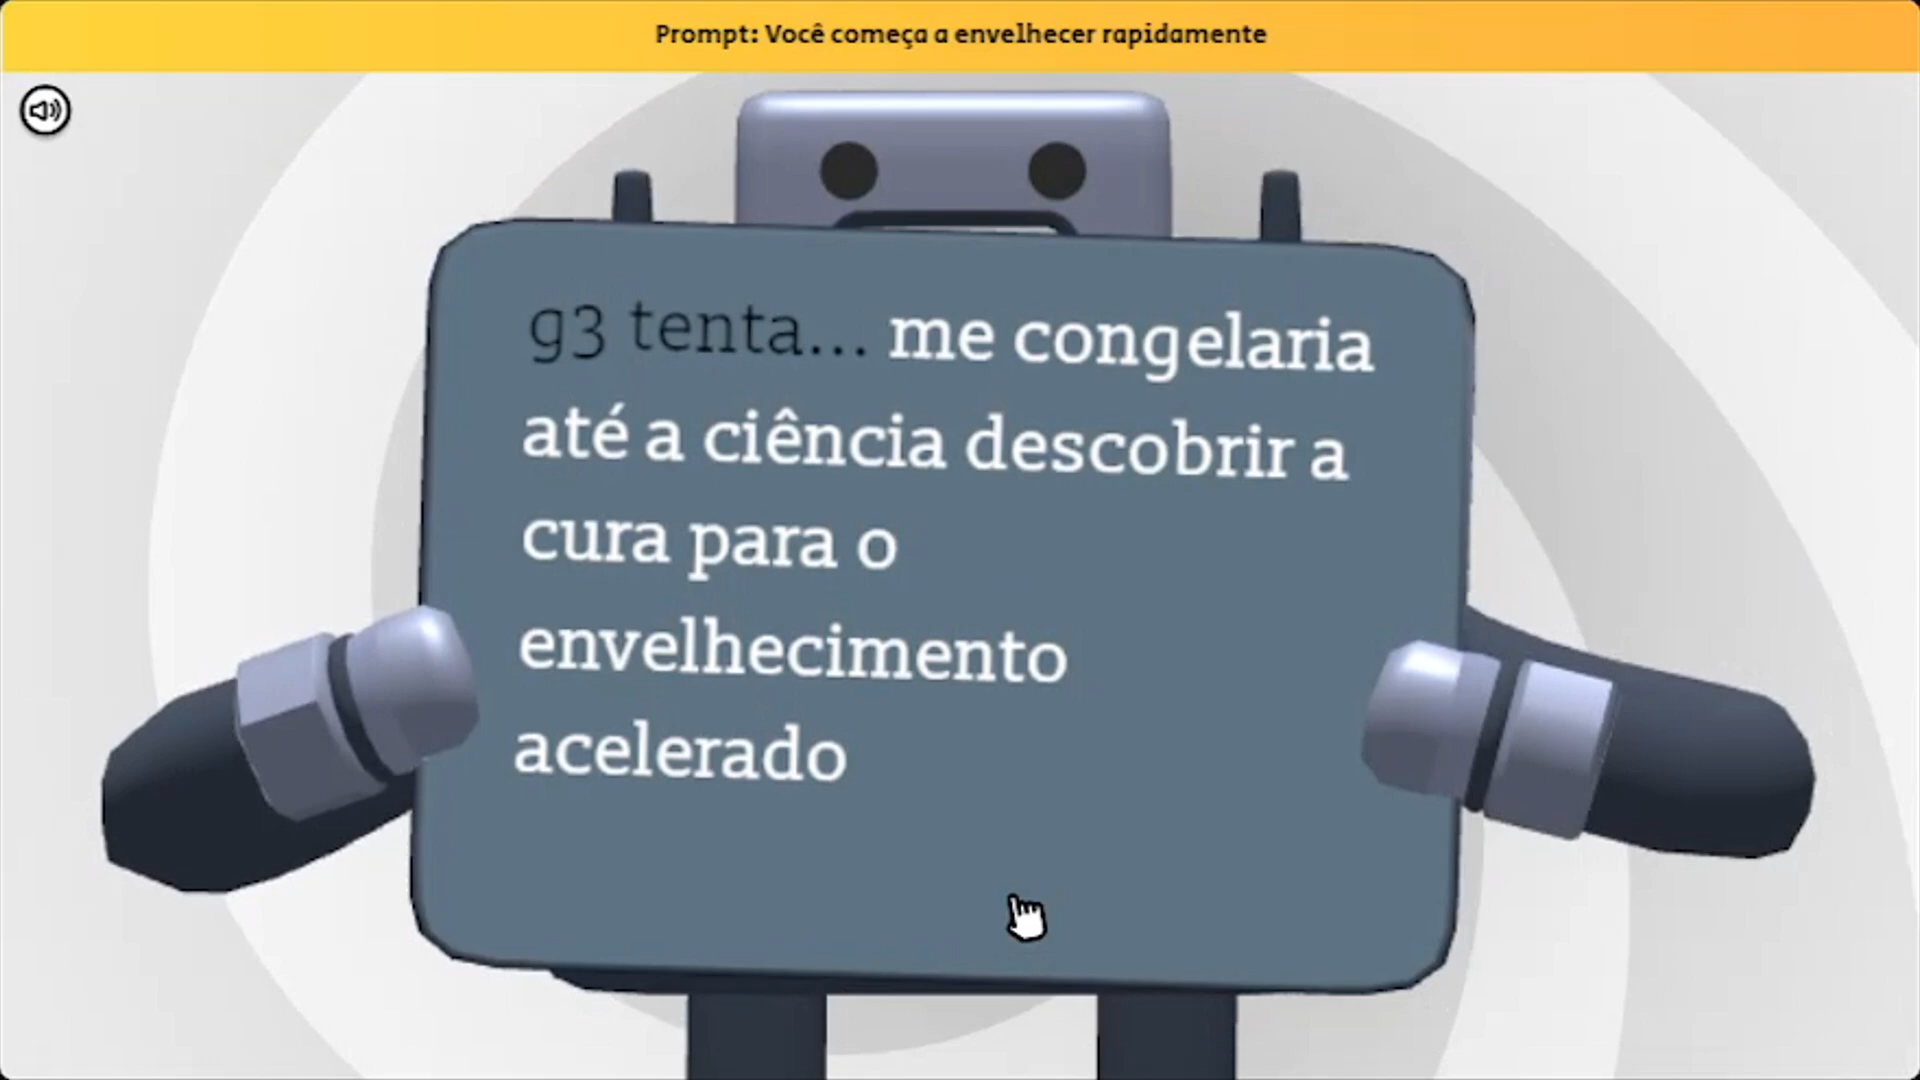 Prompt: Você começa a envelhecer rapidamente
g3 tenta... me congelaria
até a ciência descobrir a
cura para o
envelhecimento
acelerado